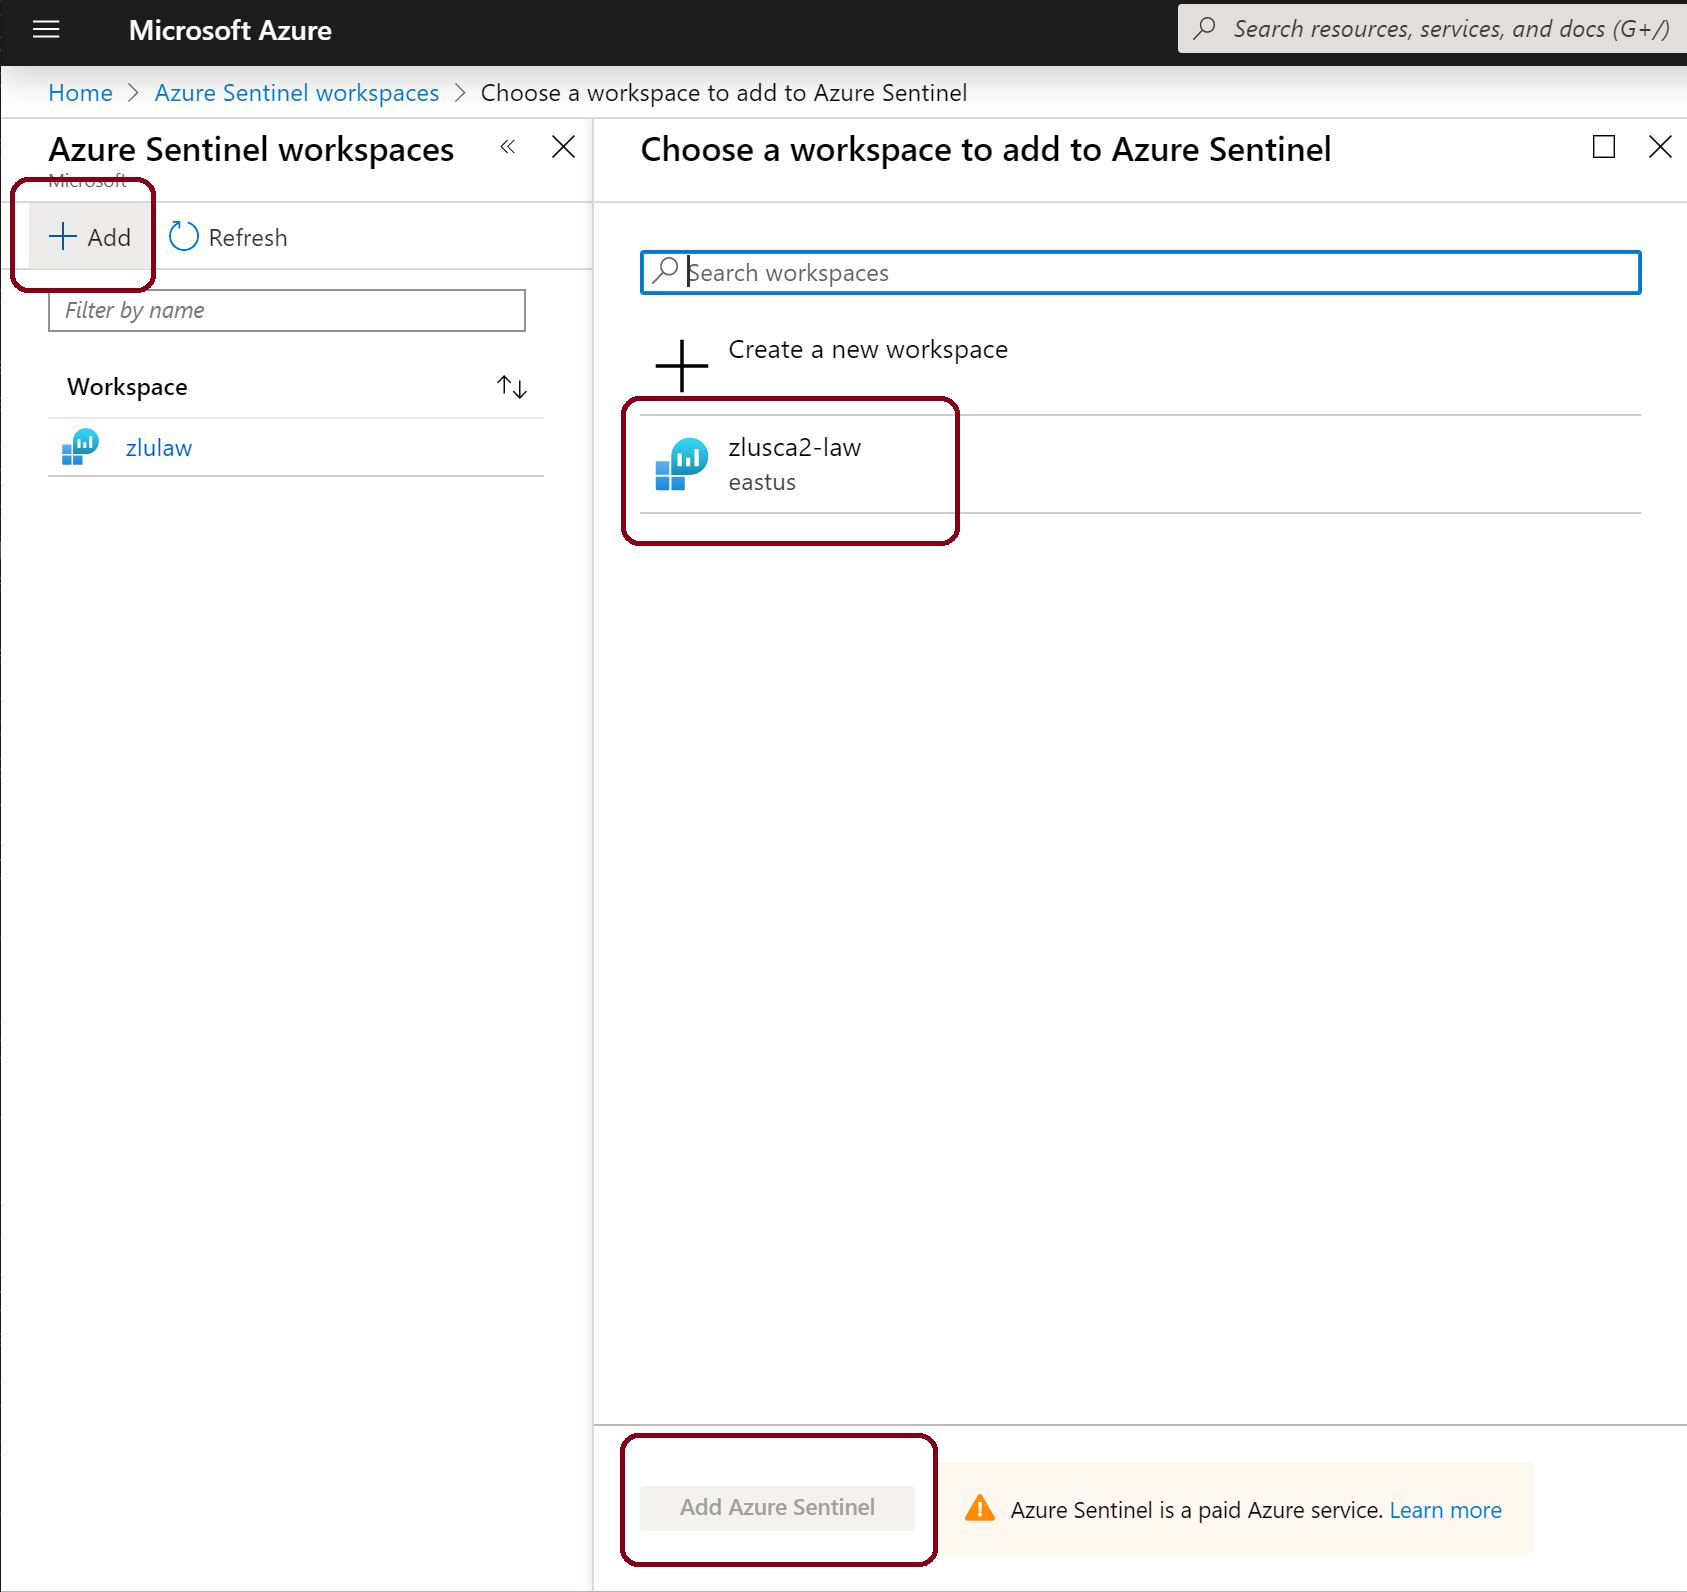 Microsoft Azure
Search resources, services, and docs (G+/)
Home > Azure Sentinel workspaces > Choose a workspace to add to Azure Sentinel
Azure Sentinel workspaces «
Microsoft
Add Refresh
Filter by name
Workspace
zlulaw
Choose a workspace to add to Azure Sentinel
Search workspaces
Create a new workspace
zlusca2-law
eastus
Add Azure Sentinel
Azure Sentinel is a paid Azure service. Learn more